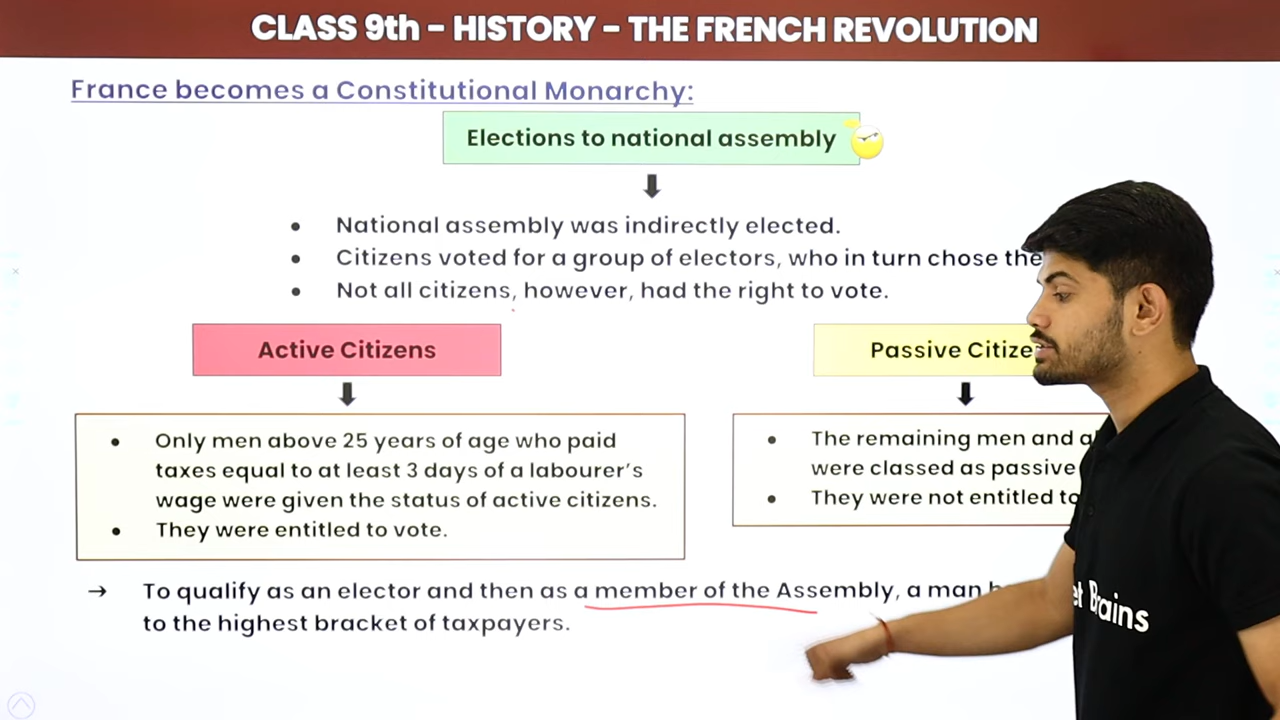 CLASS 9th - HISTORY - THE FRENCH REVOLUTION
France becomes a Constitutional Monarchy:
Elections to national assembly
• National assembly was indirectly elected.
• Citizens voted for a group of electors, who in turn chose the
• Not all citizens, however, had the right to vote.
Active Citizens
• Only men above 25 years of age who paid
taxes equal to at least 3 days of a labourer's
wage were given the status of active citizens.
• They were entitled to vote.
Passive
• The remaining men and
were classed as passive
• They were not entitled to
→ To qualify as an elector and then as a member of the Assembly, a man
to the highest bracket of taxpayers.
Brains